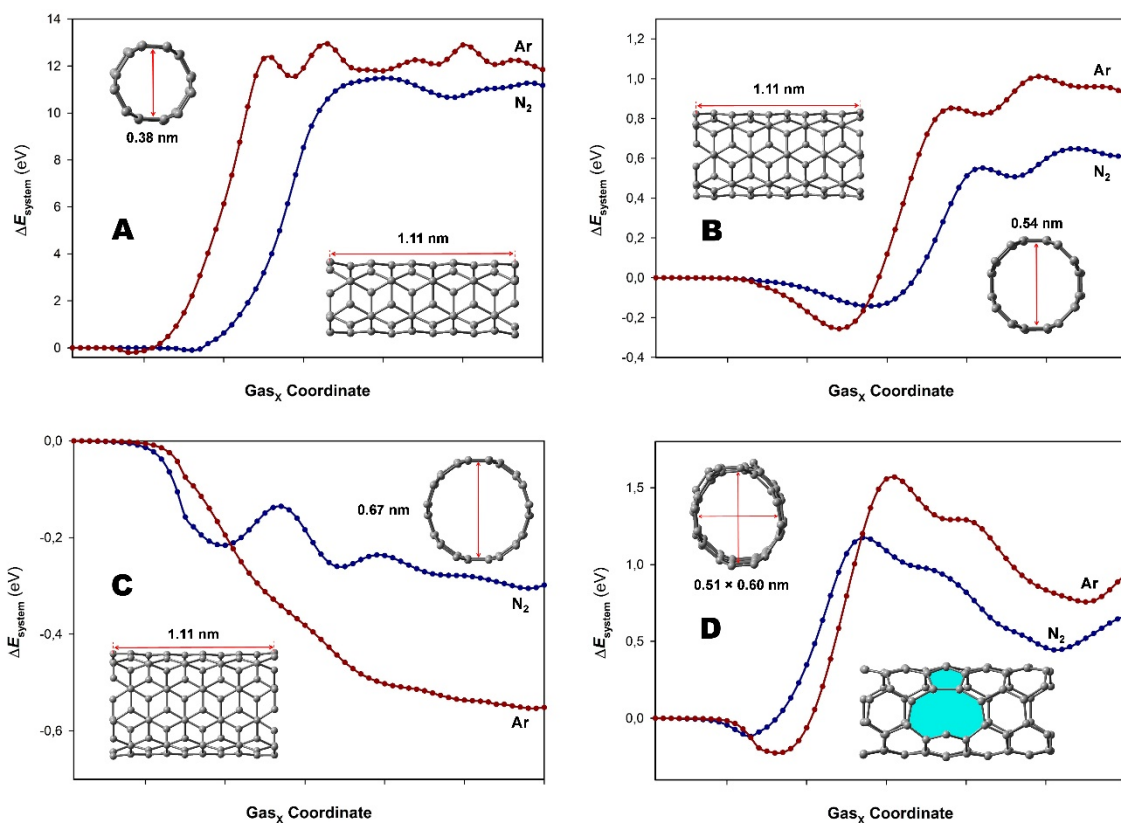 14
12
10
8
6
4
2
0
ΔEsystem (eV)
0.38 nm
A
1.11 nm
Ar
N2
Gasx Coordinate
1,2
1,0
0,8
0,6
0,4
0,2
0,0
-0,2
-0,4
ΔEsystem (eV)
1.11 nm
B
0.54 nm
Ar
N2
Gasx Coordinate
0,0
-0,2
-0,4
-0,6
ΔEsystem (eV)
0.67 nm
C
1.11 nm
N2
Ar
Gasx Coordinate
1,5
1,0
0,5
0,0
ΔEsystem (eV)
0.51 × 0.60 nm
D
Ar
N2
Gasx Coordinate